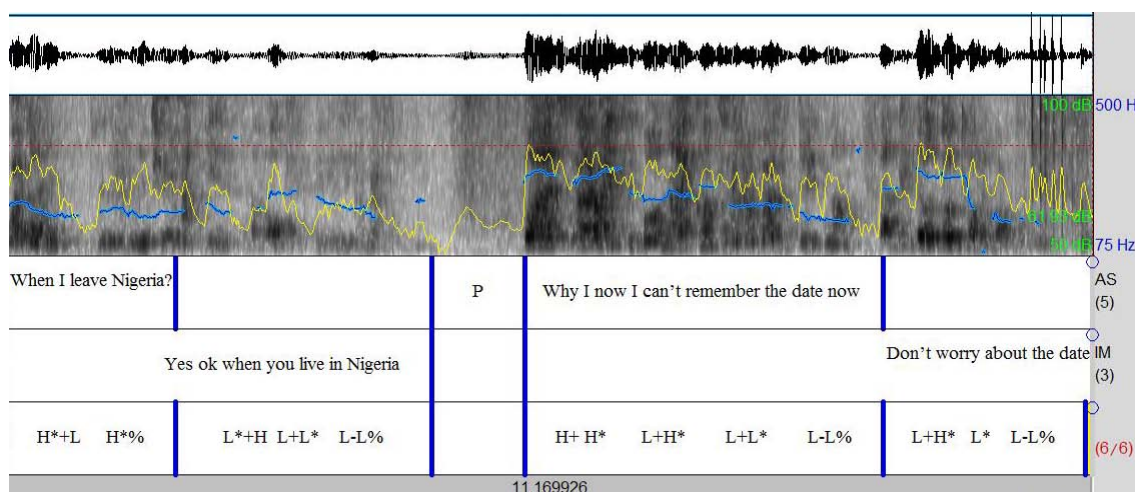 100 dB 500 H
75 Hz
50 dB
When I leave Nigeria?
P
Why I now I can't remember the date now
AS
(5)
Yes ok when you live in Nigeria
Don't worry about the date
IM
(3)
H*+L H*% L*+H L+L* L-L% H+ H* L+H* L+L* L-L% L+H* L* L-L%
(6/6)
11.169926